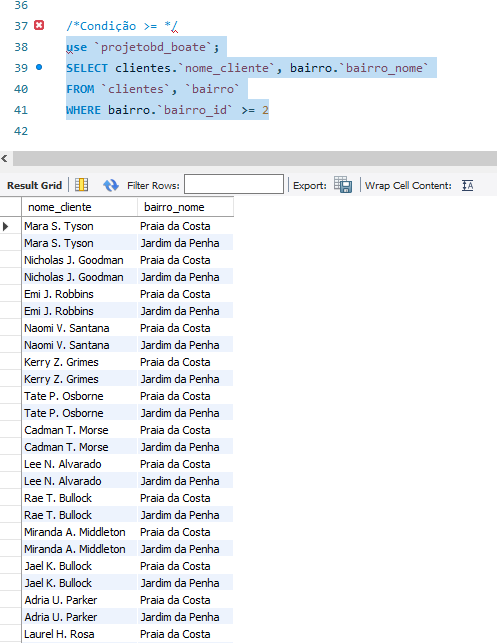 36
37 /*Condição >= */
38 use `projetobd_boate`;
39 SELECT clientes.`nome_cliente`, bairro.`bairro_nome`
40 FROM `clientes`, `bairro`
41 WHERE bairro.`bairro_id` >= 2
42
Result Grid Filter Rows: Export: Wrap Cell Content: IA
nome_cliente bairro_nome
Mara S. Tyson Praia da Costa
Mara S. Tyson Jardim da Penha
Nicholas J. Goodman Praia da Costa
Nicholas J. Goodman Jardim da Penha
Emi J. Robbins Praia da Costa
Emi J. Robbins Jardim da Penha
Naomi V. Santana Praia da Costa
Naomi V. Santana Jardim da Penha
Kerry Z. Grimes Praia da Costa
Kerry Z. Grimes Jardim da Penha
Tate P. Osborne Praia da Costa
Tate P. Osborne Jardim da Penha
Cadman T. Morse Praia da Costa
Cadman T. Morse Jardim da Penha
Lee N. Alvarado Praia da Costa
Lee N. Alvarado Jardim da Penha
Rae T. Bullock Praia da Costa
Rae T. Bullock Jardim da Penha
Miranda A. Middleton Praia da Costa
Miranda A. Middleton Jardim da Penha
Jael K. Bullock Praia da Costa
Jael K. Bullock Jardim da Penha
Adria U. Parker Praia da Costa
Adria U. Parker Jardim da Penha
Laurel H. Rosa Praia da Costa